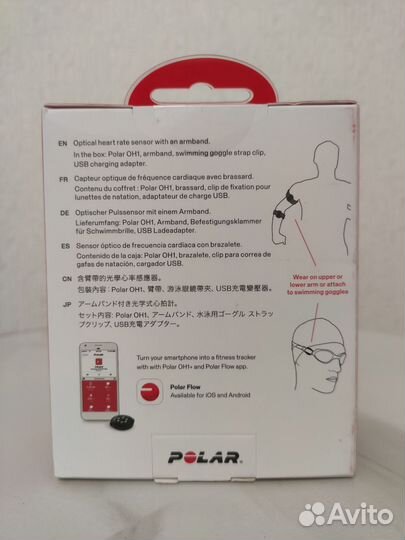 EN Optical heart rate sensor with an armband.
In the box: Polar OH1, armband, swimming goggle strap clip,
USB charging adapter.
FR Capteur optique de fréquence cardiaque avec brassard.
Contenu du coffret : Polar OH1, brassard, clip de fixation pour
lunettes de natation, adaptateur de charge USB.
DE Optischer Pulssensor mit einem Armband.
Lieferumfang: Polar OH1, Armband, Befestigungsklammer
für Schwimmbrille, USB Ladeadapter.
ES Sensor óptico de frecuencia cardiaca con brazalete.
Contenido de la caja: Polar OH1, brazalete, clip para correa
de gafas de natación, cargador USB.
CN 含臂帶的光學心率感應器。
包裝內容：Polar OH1, 臂帶、游泳眼鏡帶夾、USB充電變壓器。
JP アームバンド付き光学式心拍計。
セット内容：Polar OH1、アームバンド、水泳用ゴーグル ストラッ
プクリップ、USB充電アダプター。
Wear on upper or
lower arm or attach
to swimming goggles
Turn your smartphone into a fitness tracker
with with Polar OH1+ and Polar Flow app.
Polar Flow
Available for iOS and Android
POLAR
Avito